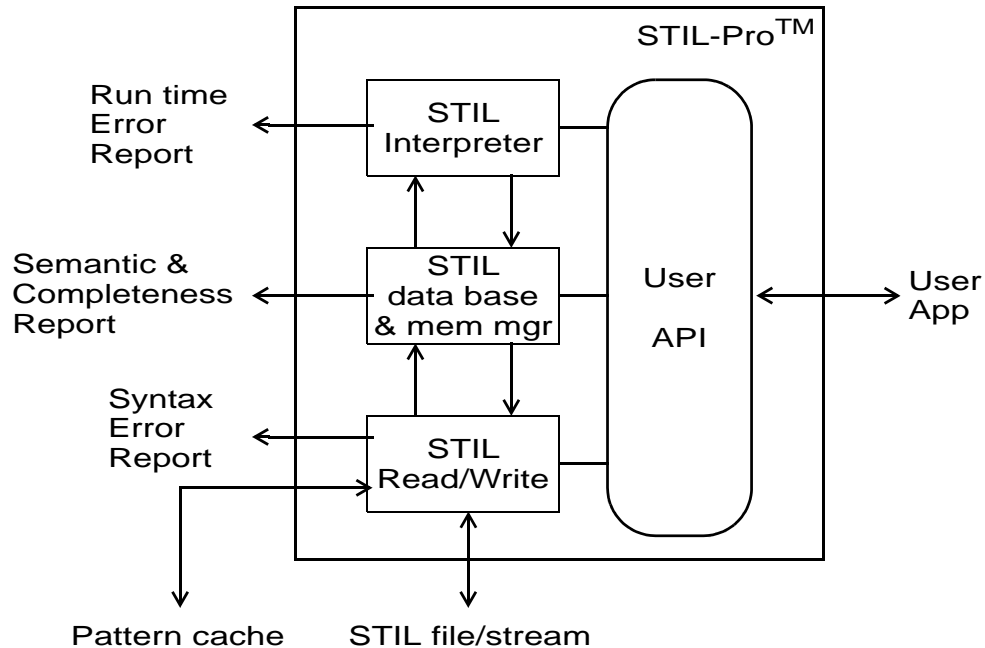 STIL-Pro™
Run time
Error
Report
STIL
Interpreter
Semantic &
Completeness
Report
STIL
data base
& mem mgr
User
API
User
App
Syntax
Error
Report
STIL
Read/Write
Pattern cache
STIL file/stream